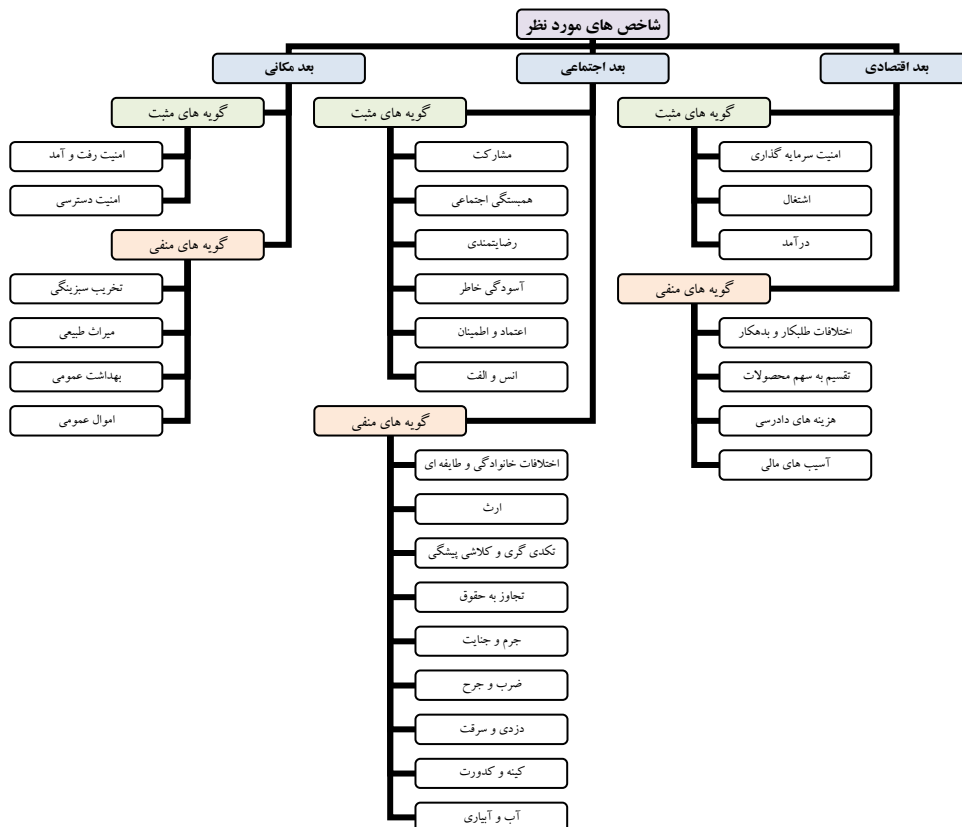 شاخص های مورد نظر
بعد اقتصادی
گویه های مثبت
امنیت سرمایه گذاری
اشتغال
درآمد
گویه های منفی
اختلافات طلبکار و بدهکار
تقسیم به سهم محصولات
هزینه های دادرسی
آسیب های مالی
بعد اجتماعی
گویه های مثبت
مشارکت
همبستگی اجتماعی
رضایتمندی
آسودگی خاطر
اعتماد و اطمینان
انس و الفت
گویه های منفی
اختلافات خانوادگی و طایفه ای
ارث
تکدی گری و کلاشی پیشگی
تجاوز به حقوق
جرم و جنایت
ضرب و جرح
دزدی و سرقت
کینه و کدورت
آب و آبیاری
بعد مکانی
گویه های مثبت
امنیت رفت و آمد
امنیت دسترسی
گویه های منفی
تخریب سبزینگی
میراث طبیعی
بهداشت عمومی
اموال عمومی